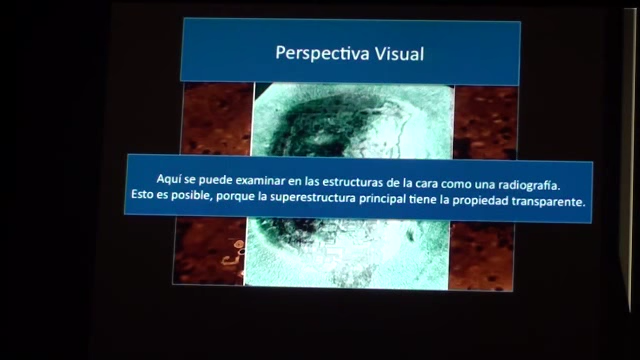 Perspectiva Visual
Aquí se puede examinar en las estructuras de la cara como una radiografía.
Esto es posible, porque la superestructura principal tiene la propiedad transparente.